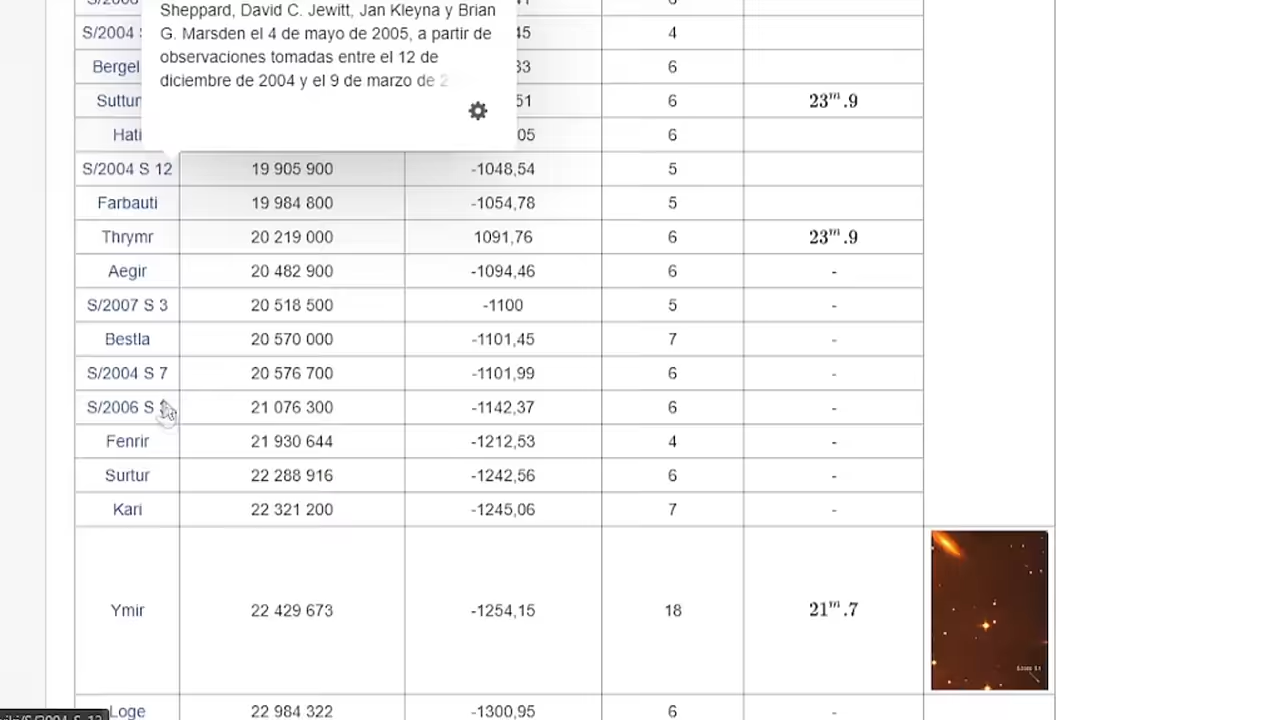 Sheppard, David C. Jewitt, Jan Kleyna y Brian
G. Marsden el 4 de mayo de 2005, a partir de
observaciones tomadas entre el 12 de
diciembre de 2004 y el 9 de marzo de
S/2004 45 4
Bergel 33 6
Suttun 51 6 23m.9
Hati 05 6
S/2004 S 12 19 905 900 -1048,54 5
Farbauti 19 984 800 -1054,78 5
Thrymr 20 219 000 1091,76 6 23m.9
Aegir 20 482 900 -1094,46 6 -
S/2007 S 3 20 518 500 -1100 5 -
Bestla 20 570 000 -1101,45 7 -
S/2004 S 7 20 576 700 -1101,99 6 -
S/2006 S 21 076 300 -1142,37 6 -
Fenrir 21 930 644 -1212,53 4 -
Surtur 22 288 916 -1242,56 6 -
Kari 22 321 200 -1245,06 7 -
Ymir 22 429 673 -1254,15 18 21m.7
Loge 22 984 322 -1300,95 6 -